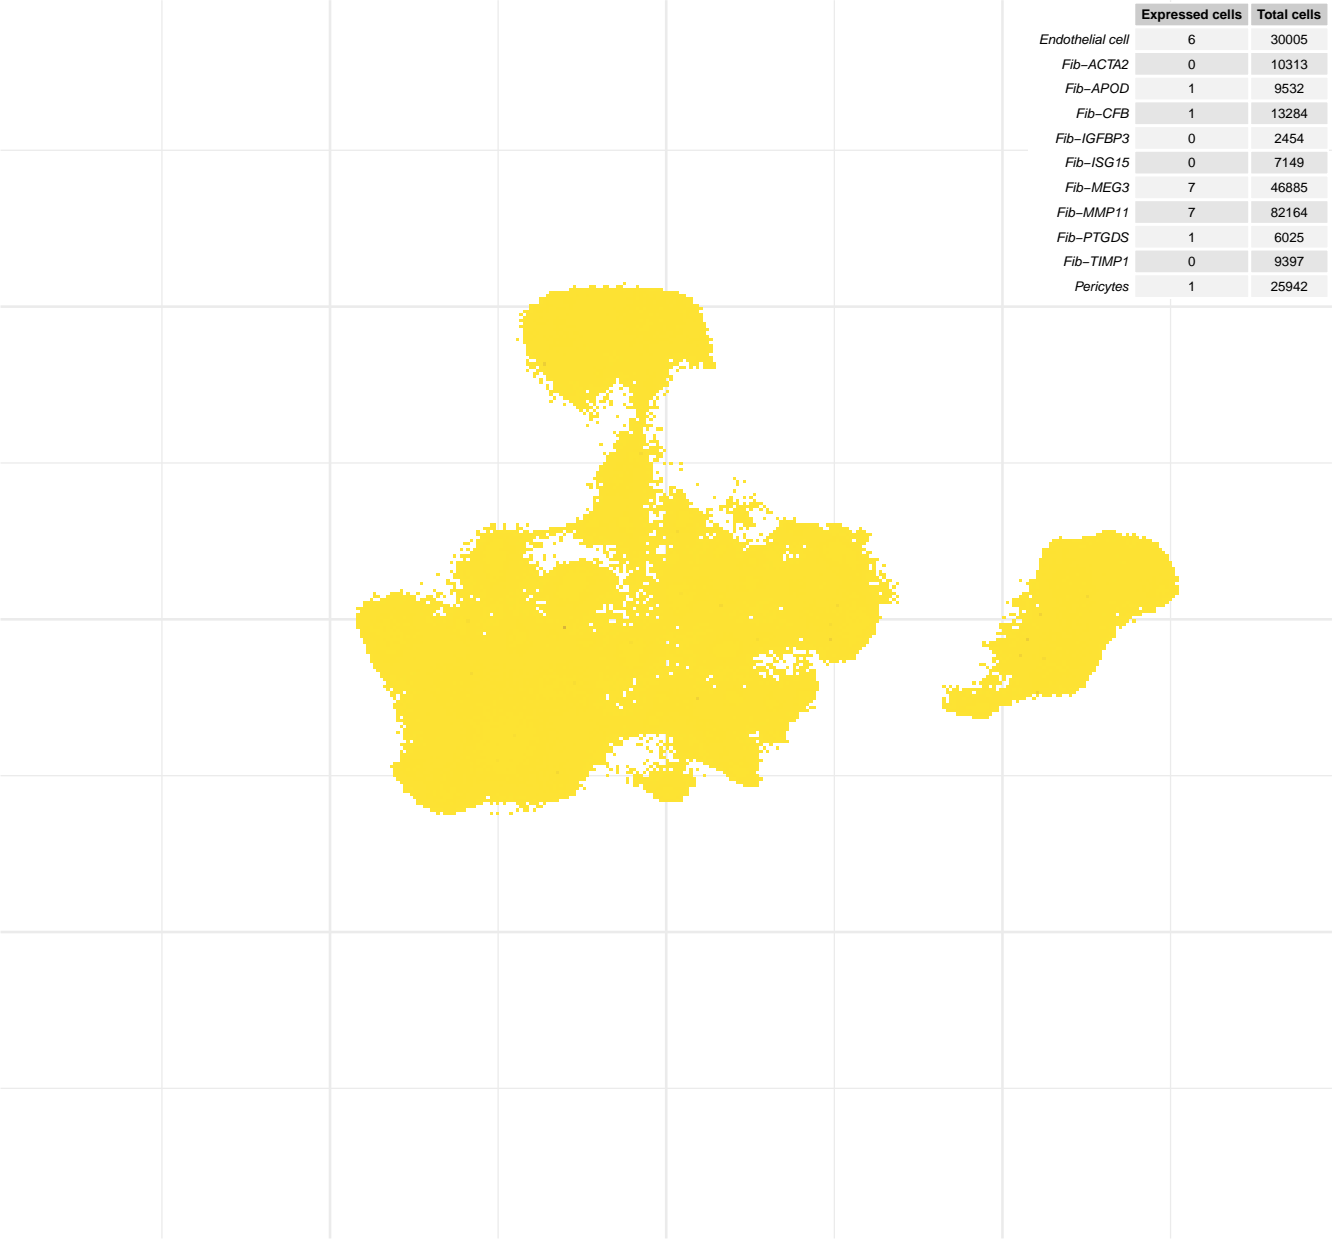 Expressed cells Total cells
Endothelial cell 6 30005
Fib−ACTA2 0 10313
Fib−APOD 1 9532
Fib−CFB 1 13284
Fib−IGFBP3 0 2454
Fib−ISG15 0 7149
Fib−MEG3 7 46885
Fib−MMP11 7 82164
Fib−PTGDS 1 6025
Fib−TIMP1 0 9397
Pericytes 1 25942